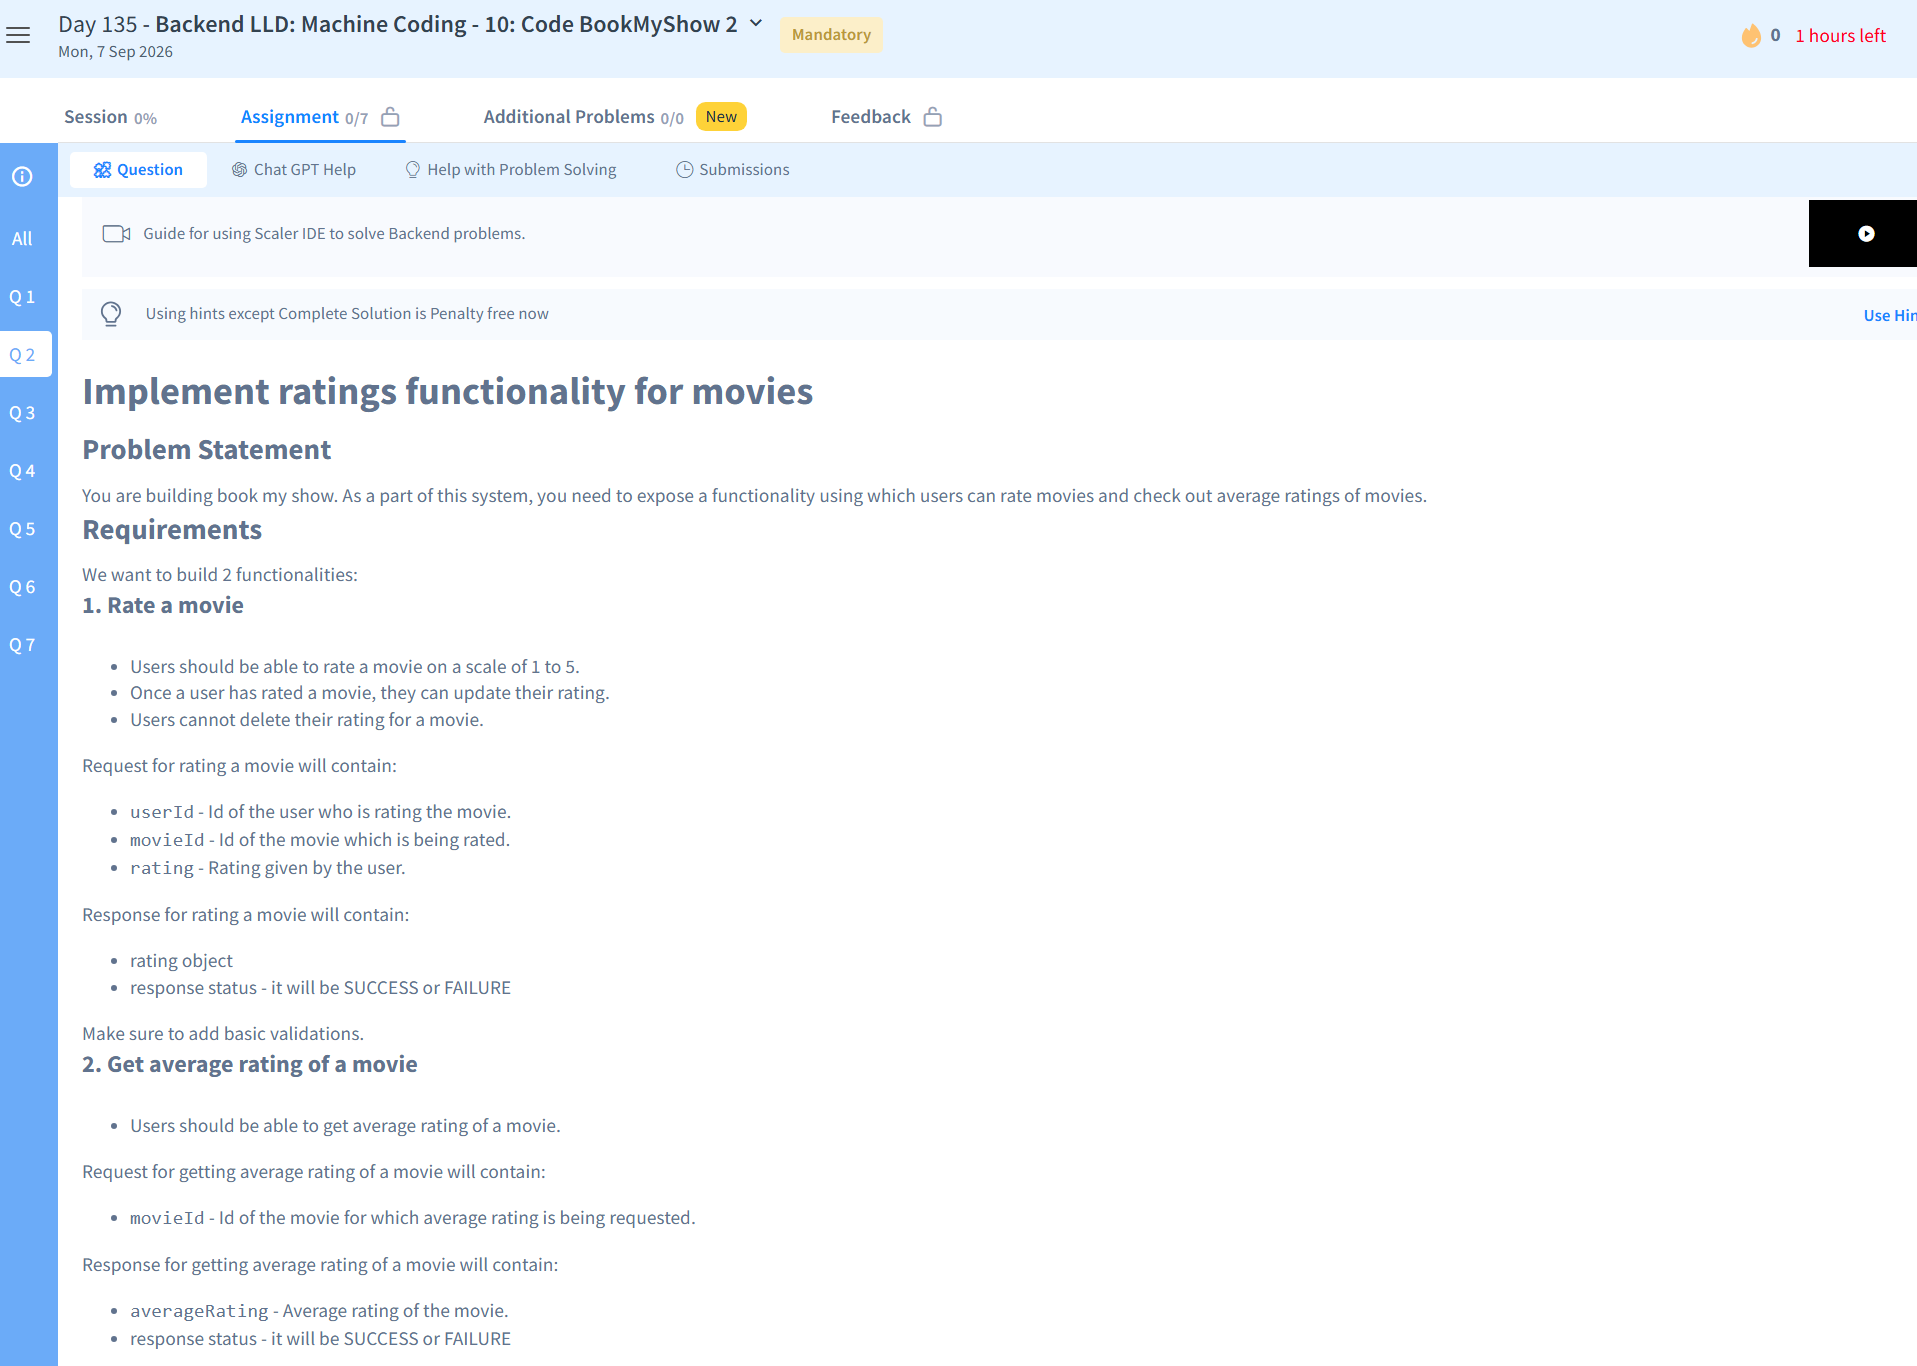 Day 135 - Backend LLD: Machine Coding - 10: Code BookMyShow 2
Mandatory
0 1 hours left
Mon, 7 Sep 2026
Session 0%
Assignment 0/7
Additional Problems 0/0 New
Feedback
Question
Chat GPT Help
Help with Problem Solving
Submissions
All
Q 1
Q 2
Q 3
Q 4
Q 5
Q 6
Q 7
Guide for using Scaler IDE to solve Backend problems.
Using hints except Complete Solution is Penalty free now
Use Hin
Implement ratings functionality for movies
Problem Statement
You are building book my show. As a part of this system, you need to expose a functionality using which users can rate movies and check out average ratings of movies.
Requirements
We want to build 2 functionalities:
1. Rate a movie
• Users should be able to rate a movie on a scale of 1 to 5.
• Once a user has rated a movie, they can update their rating.
• Users cannot delete their rating for a movie.
Request for rating a movie will contain:
• userId - Id of the user who is rating the movie.
• movieId - Id of the movie which is being rated.
• rating - Rating given by the user.
Response for rating a movie will contain:
• rating object
• response status - it will be SUCCESS or FAILURE
Make sure to add basic validations.
2. Get average rating of a movie
• Users should be able to get average rating of a movie.
Request for getting average rating of a movie will contain:
• movieId - Id of the movie for which average rating is being requested.
Response for getting average rating of a movie will contain:
• averageRating - Average rating of the movie.
• response status - it will be SUCCESS or FAILURE